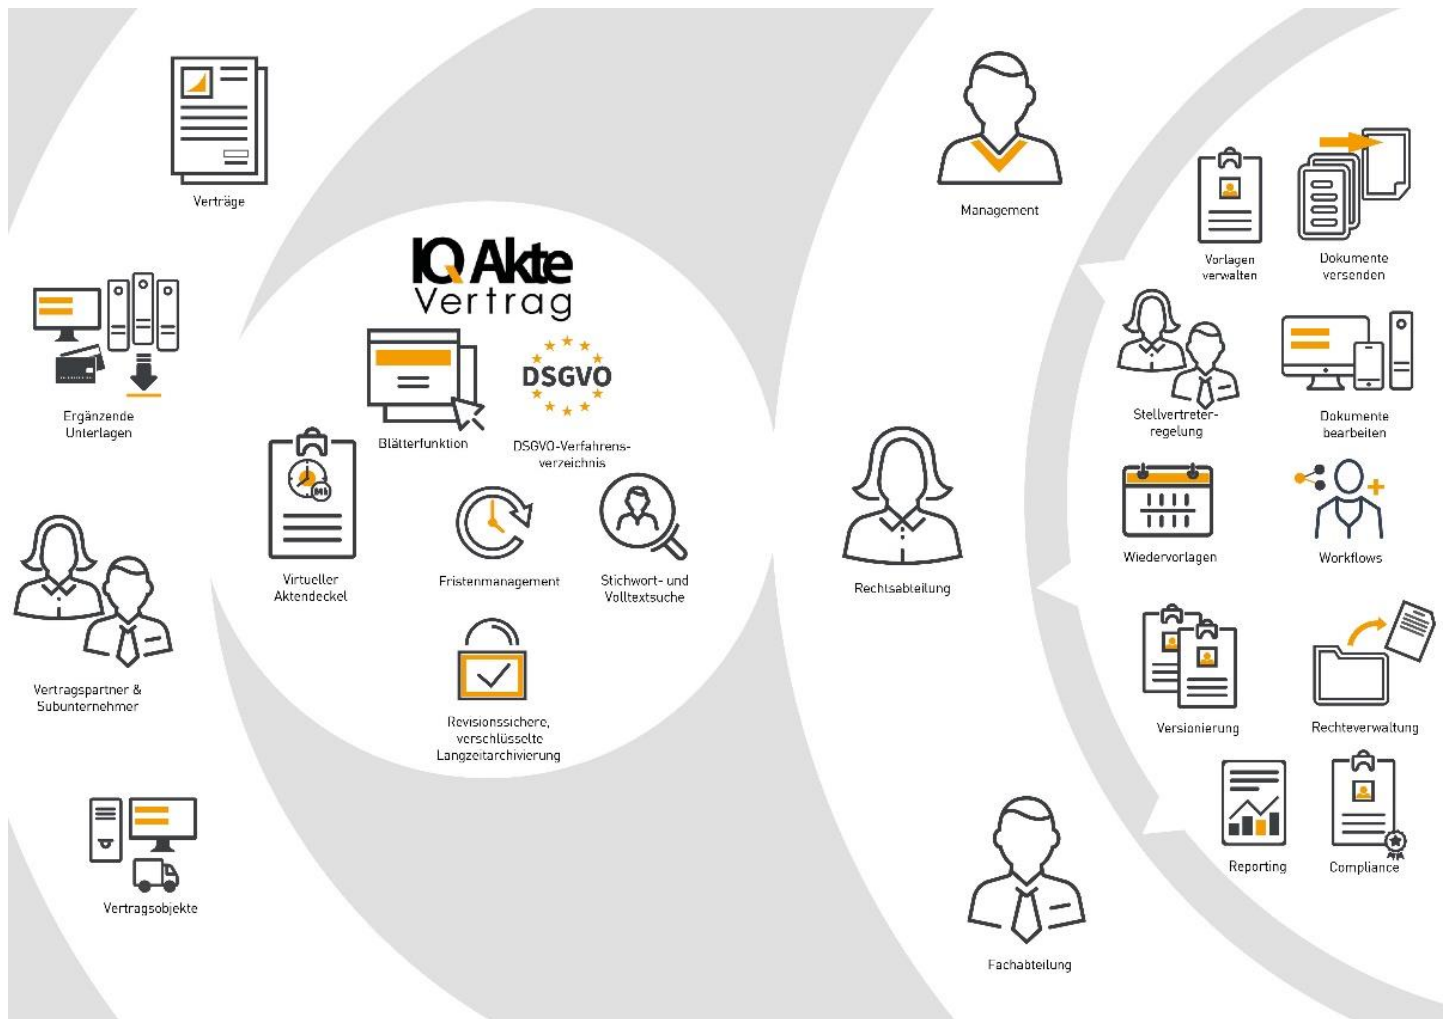 Verträge
Ergänzende
Unterlagen
Vertragspartner &
Subunternehmer
Vertragsobjekte
IQ Akte
Vertrag
Blätterfunktion
DSGVO
DSGVO-Verfahrens-
verzeichnis
Mi
Virtueller
Aktendeckel
Fristenmanagement
Stichwort- und
Volltextsuche
Revisionssichere,
verschlüsselte
Langzeitarchivierung
Management
Rechtsabteilung
Fachabteilung
Vorlagen
verwalten
Dokumente
versenden
Stellvertreter-
regelung
Dokumente
bearbeiten
Wiedervorlagen
Workflows
Versionierung
Rechteverwaltung
Reporting
Compliance